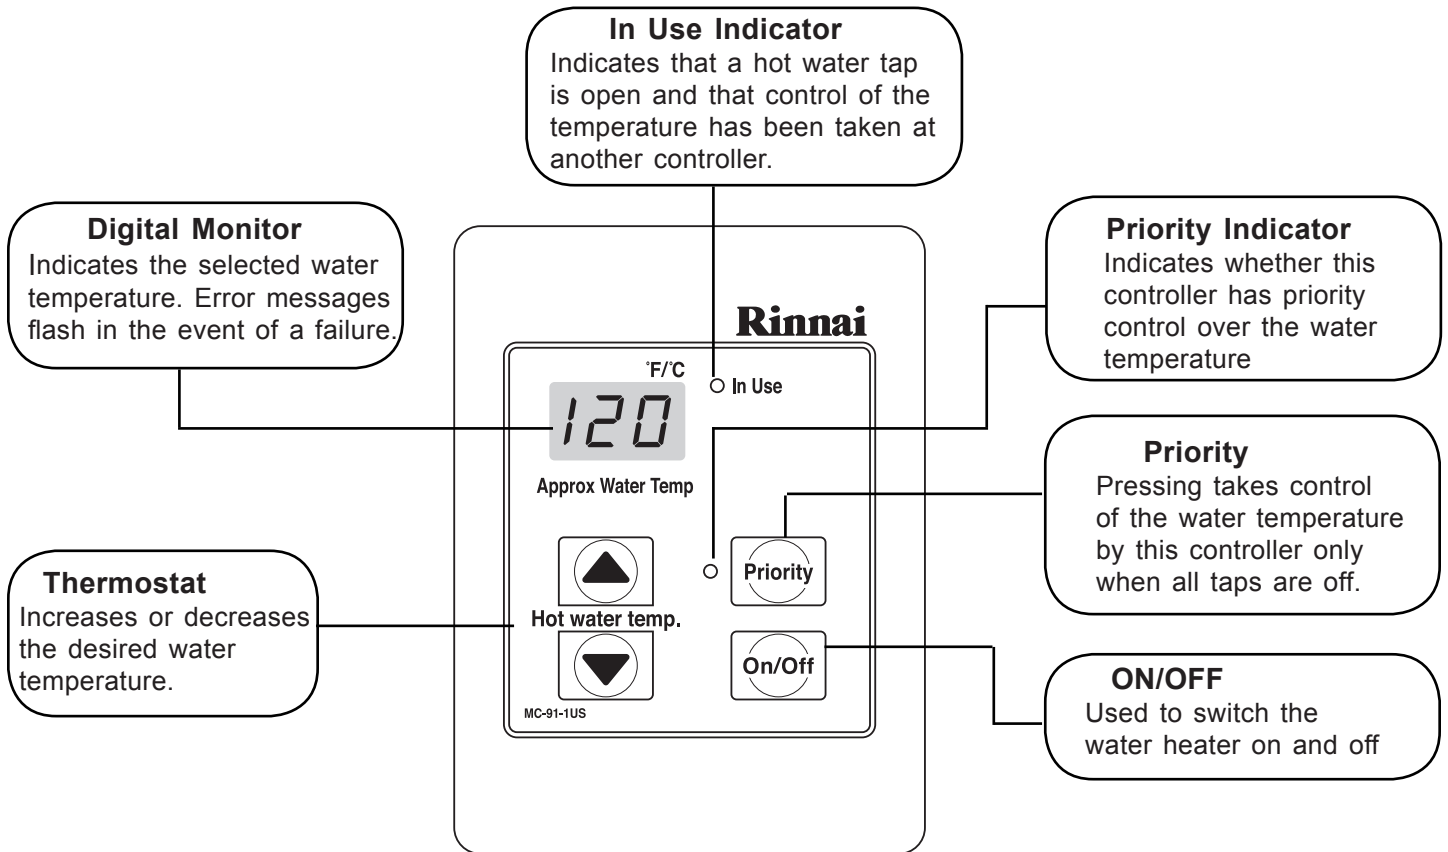 In Use Indicator
Indicates that a hot water tap
is open and that control of the
temperature has been taken at
another controller.
Digital Monitor
Indicates the selected water
temperature. Error messages
flash in the event of a failure.
Priority Indicator
Indicates whether this
controller has priority
control over the water
temperature
Rinnai
°F/°C
In Use
120
Approx Water Temp
Priority
Pressing takes control
of the water temperature
by this controller only
when all taps are off.
Thermostat
Increases or decreases
the desired water
temperature.
Priority
Hot water temp.
On/Off
MC-91-1US
ON/OFF
Used to switch the
water heater on and off